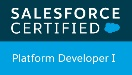 SALESFORCE
CERTIFIED
Platform Developer I